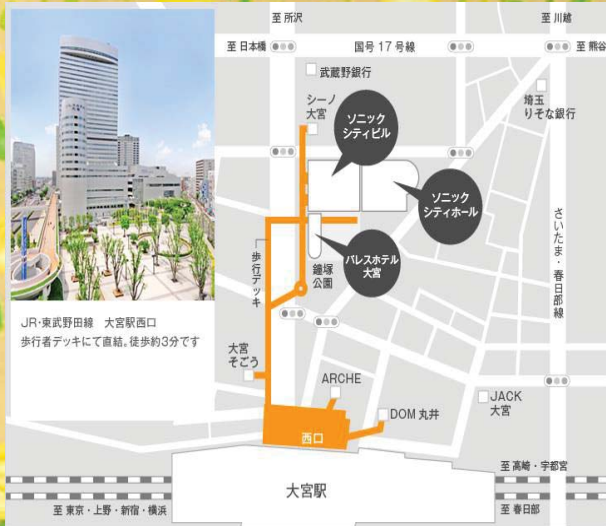 至 所沢
至 川越
至 日本橋
国号 17 号線
至 熊谷
武蔵野銀行
シーノ
大宮
埼玉
りそな銀行
ソニック
シティビル
ソニック
シティホール
パレスホテル
大宮
鐘塚
公園
歩行デッキ
さいたま・春日部線
JR・東武野田線 大宮駅西口
歩行者デッキにて直結。徒歩約3分です
大宮
そごう
ARCHE
DOM 丸井
JACK
大宮
西口
大宮駅
至 高崎・宇都宮
至 東京・上野・新宿・横浜
至 春日部